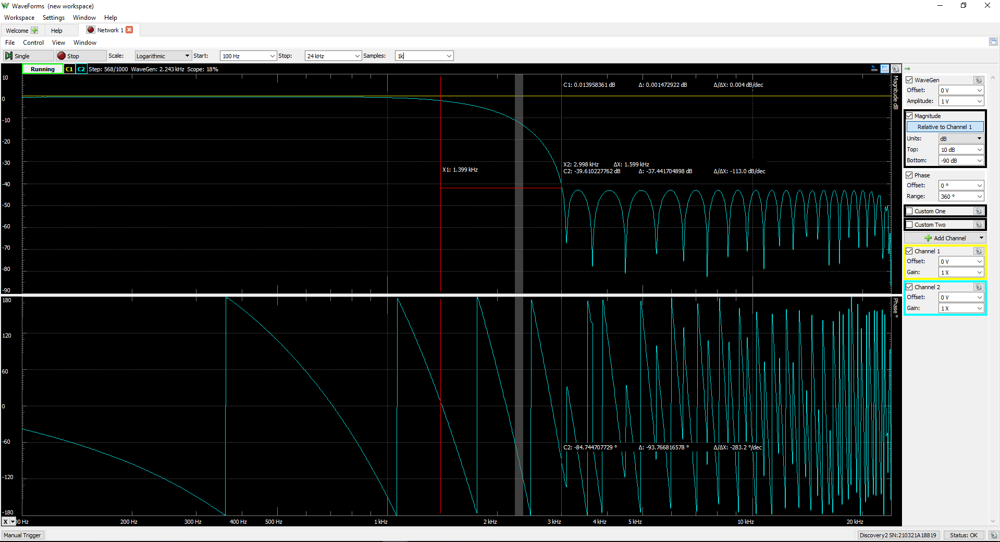 WaveForms (new workspace)
Workspace Settings Window Help
Welcome Help Network 1
File Control View Window
Single Stop Scale: Logarithmic Start: 100 Hz Stop: 24 kHz Samples: 1k
Running C1 C2 Step: 568/1000 WaveGen: 2.243 kHz Scope: 18%
C1: 0.013958361 dB Δ: 0.001472922 dB Δ/ΔX: 0.004 dB/dec
X1: 1.399 kHz
X2: 2.998 kHz ΔX: 1.599 kHz
C2: -39.610227762 dB Δ: -37.441704898 dB Δ/ΔX: -113.0 dB/dec
10
0
-10
-20
-30
-40
-50
-60
-70
-80
-90
Magnitude dB
180
120
60
0
-60
-120
-180
Phase °
C2: -84.744707729 ° Δ: -93.766816578 ° Δ/ΔX: -283.2 °/dec
X 00 Hz 200 Hz 300 Hz 400 Hz 500 Hz 1 kHz 2 kHz 3 kHz 4 kHz 5 kHz 10 kHz 20 kHz
WaveGen
Offset: 0 V
Amplitude: 1 V
Magnitude
Relative to Channel 1
Units: dB
Top: 10 dB
Bottom: -90 dB
Phase
Offset: 0 °
Range: 360 °
Custom One
Custom Two
Add Channel
Channel 1
Offset: 0 V
Gain: 1 X
Channel 2
Offset: 0 V
Gain: 1 X
Manual Trigger Discovery2 SN:210321A18819 Status: OK